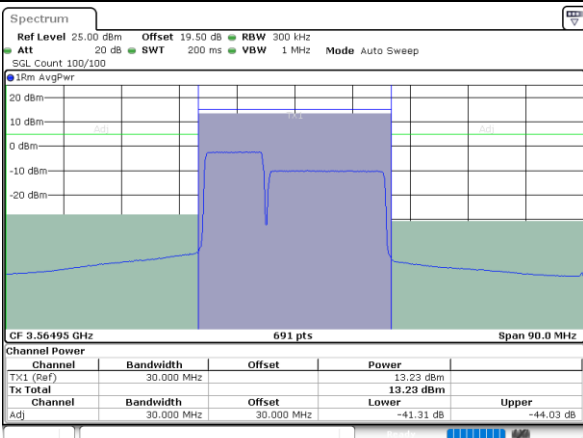 Spectrum
Ref Level 25.00 dBm Offset 19.50 dB RBW 300 kHz
Att 20 dB SWT 200 ms VBW 1 MHz Mode Auto Sweep
SGL Count 100/100
1Rm AvgPwr
20 dBm
TX1
10 dBm
Adj Adj
0 dBm
-10 dBm
-20 dBm
CF 3.56495 GHz 691 pts Span 90.0 MHz
Channel Power
Channel Bandwidth Offset Power
TX1 (Ref) 30.000 MHz 13.23 dBm
Tx Total 13.23 dBm
Channel Bandwidth Offset Lower Upper
Adj 30.000 MHz 30.000 MHz -41.31 dB -44.03 dB